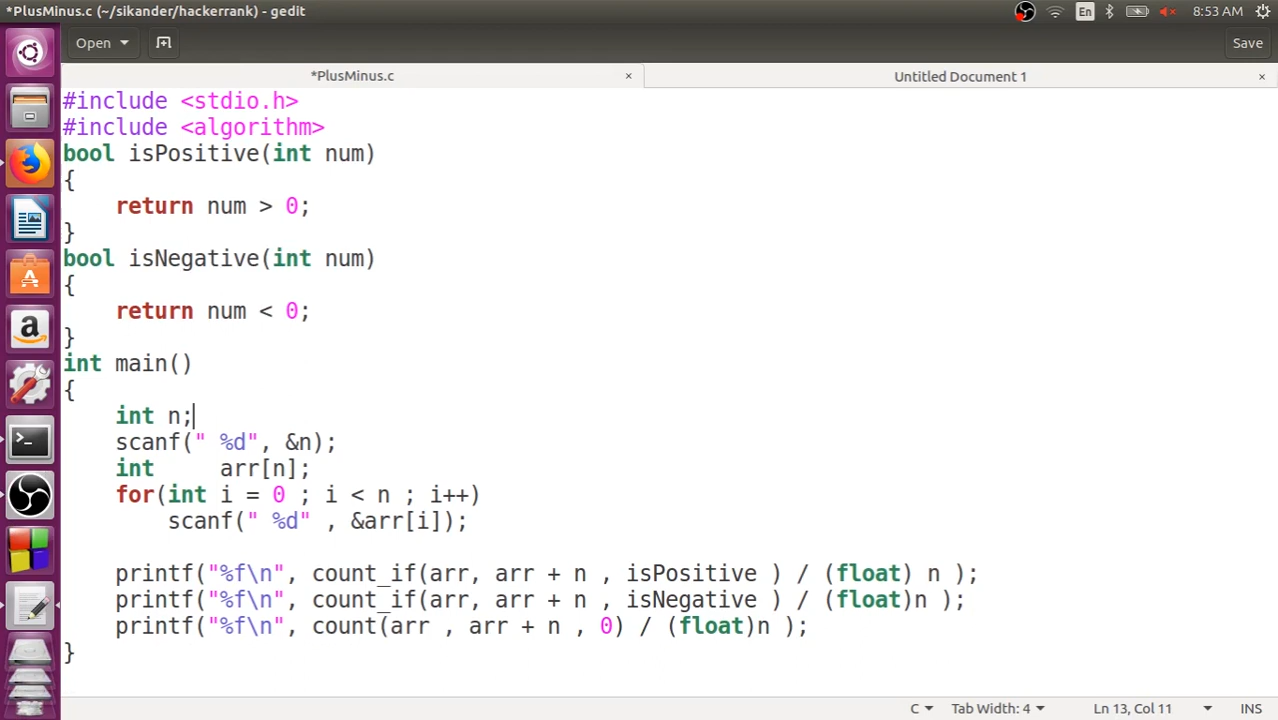 *PlusMinus.c (~/sikander/hackerrank) - gedit
En
8:53 AM
Open
Save
*PlusMinus.c
×
Untitled Document 1
×
#include <stdio.h>
#include <algorithm>
bool isPositive(int num)
{
    return num > 0;
}
bool isNegative(int num)
{
    return num < 0;
}
int main()
{
    int n;
    scanf(" %d", &n);
    int     arr[n];
    for(int i = 0 ; i < n ; i++)
        scanf(" %d" , &arr[i]);
    printf("%f\n", count_if(arr, arr + n , isPositive ) / (float) n );
    printf("%f\n", count_if(arr, arr + n , isNegative ) / (float)n );
    printf("%f\n", count(arr , arr + n , 0) / (float)n );
}
C
Tab Width: 4
Ln 13, Col 11
INS